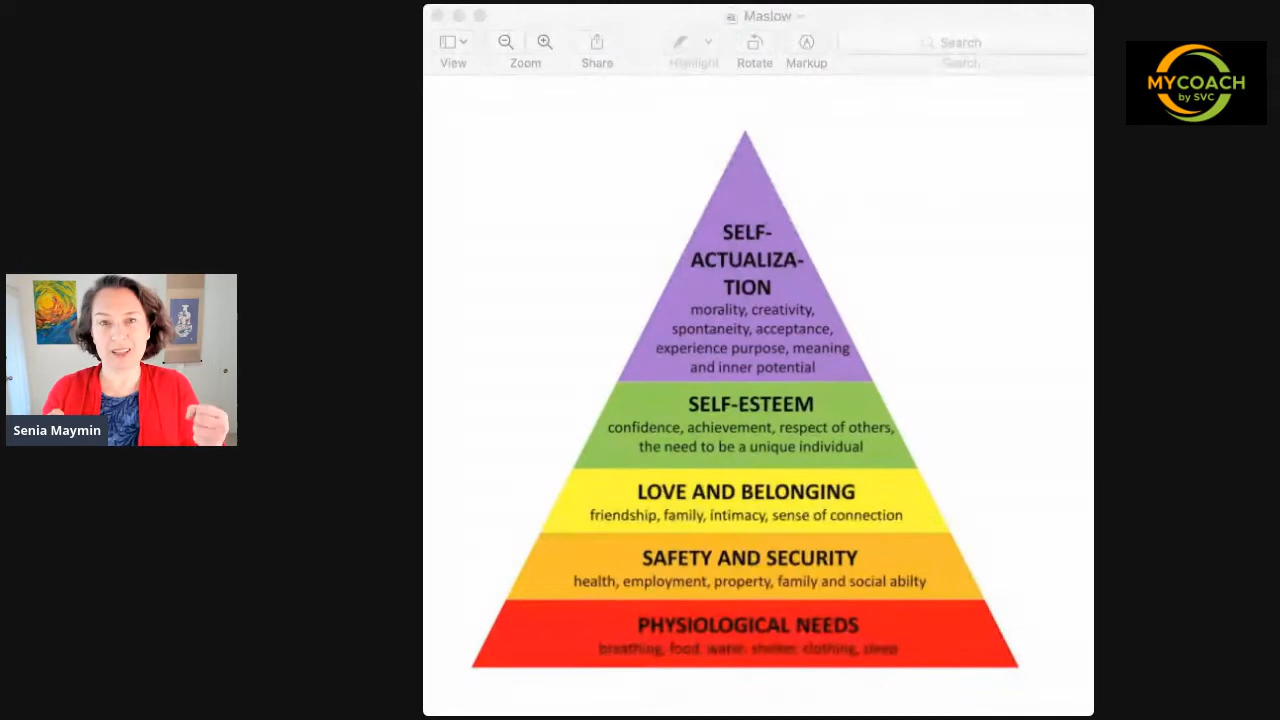 Maslow
View
Zoom
Share
Highlight
Rotate
Markup
Search
Search
MYCOACH
by SVC
SELF-
ACTUALIZA-
TION
morality, creativity,
spontaneity, acceptance,
experience purpose, meaning
and inner potential
SELF-ESTEEM
confidence, achievement, respect of others,
the need to be a unique individual
LOVE AND BELONGING
friendship, family, intimacy, sense of connection
SAFETY AND SECURITY
health, employment, property, family and social abilty
PHYSIOLOGICAL NEEDS
breathing, food, water, shelter, clothing, sleep
Senia Maymin